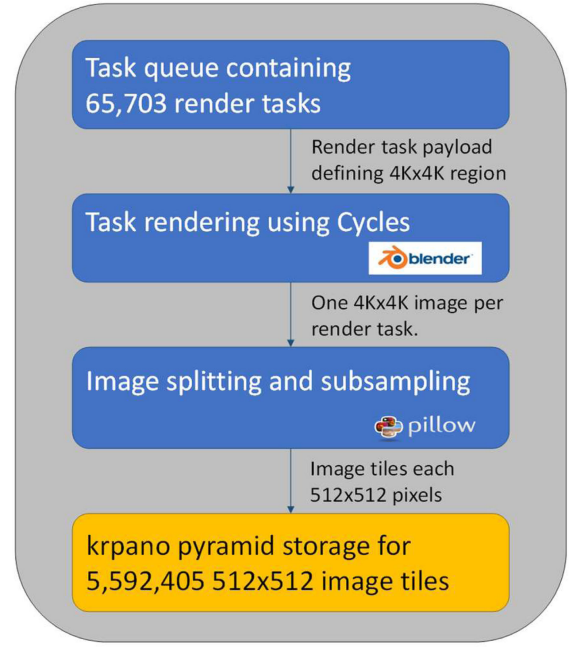 Task queue containing
65,703 render tasks
Render task payload
defining 4Kx4K region
Task rendering using Cycles
blender
One 4Kx4K image per
render task.
Image splitting and subsampling
pillow
Image tiles each
512x512 pixels
krpano pyramid storage for
5,592,405 512x512 image tiles